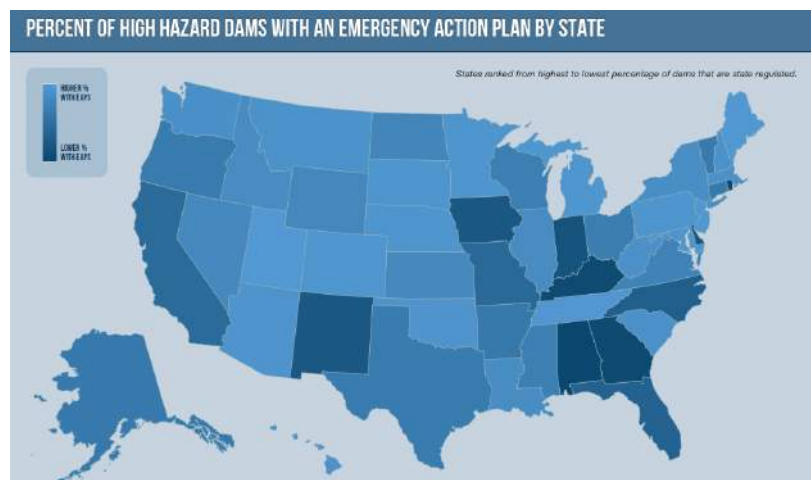 PERCENT OF HIGH HAZARD DAMS WITH AN EMERGENCY ACTION PLAN BY STATE
States ranked from highest to lowest percentage of dams that are state regulated.
HIGHER %
WITH EAPS
LOWER %
WITH EAPS